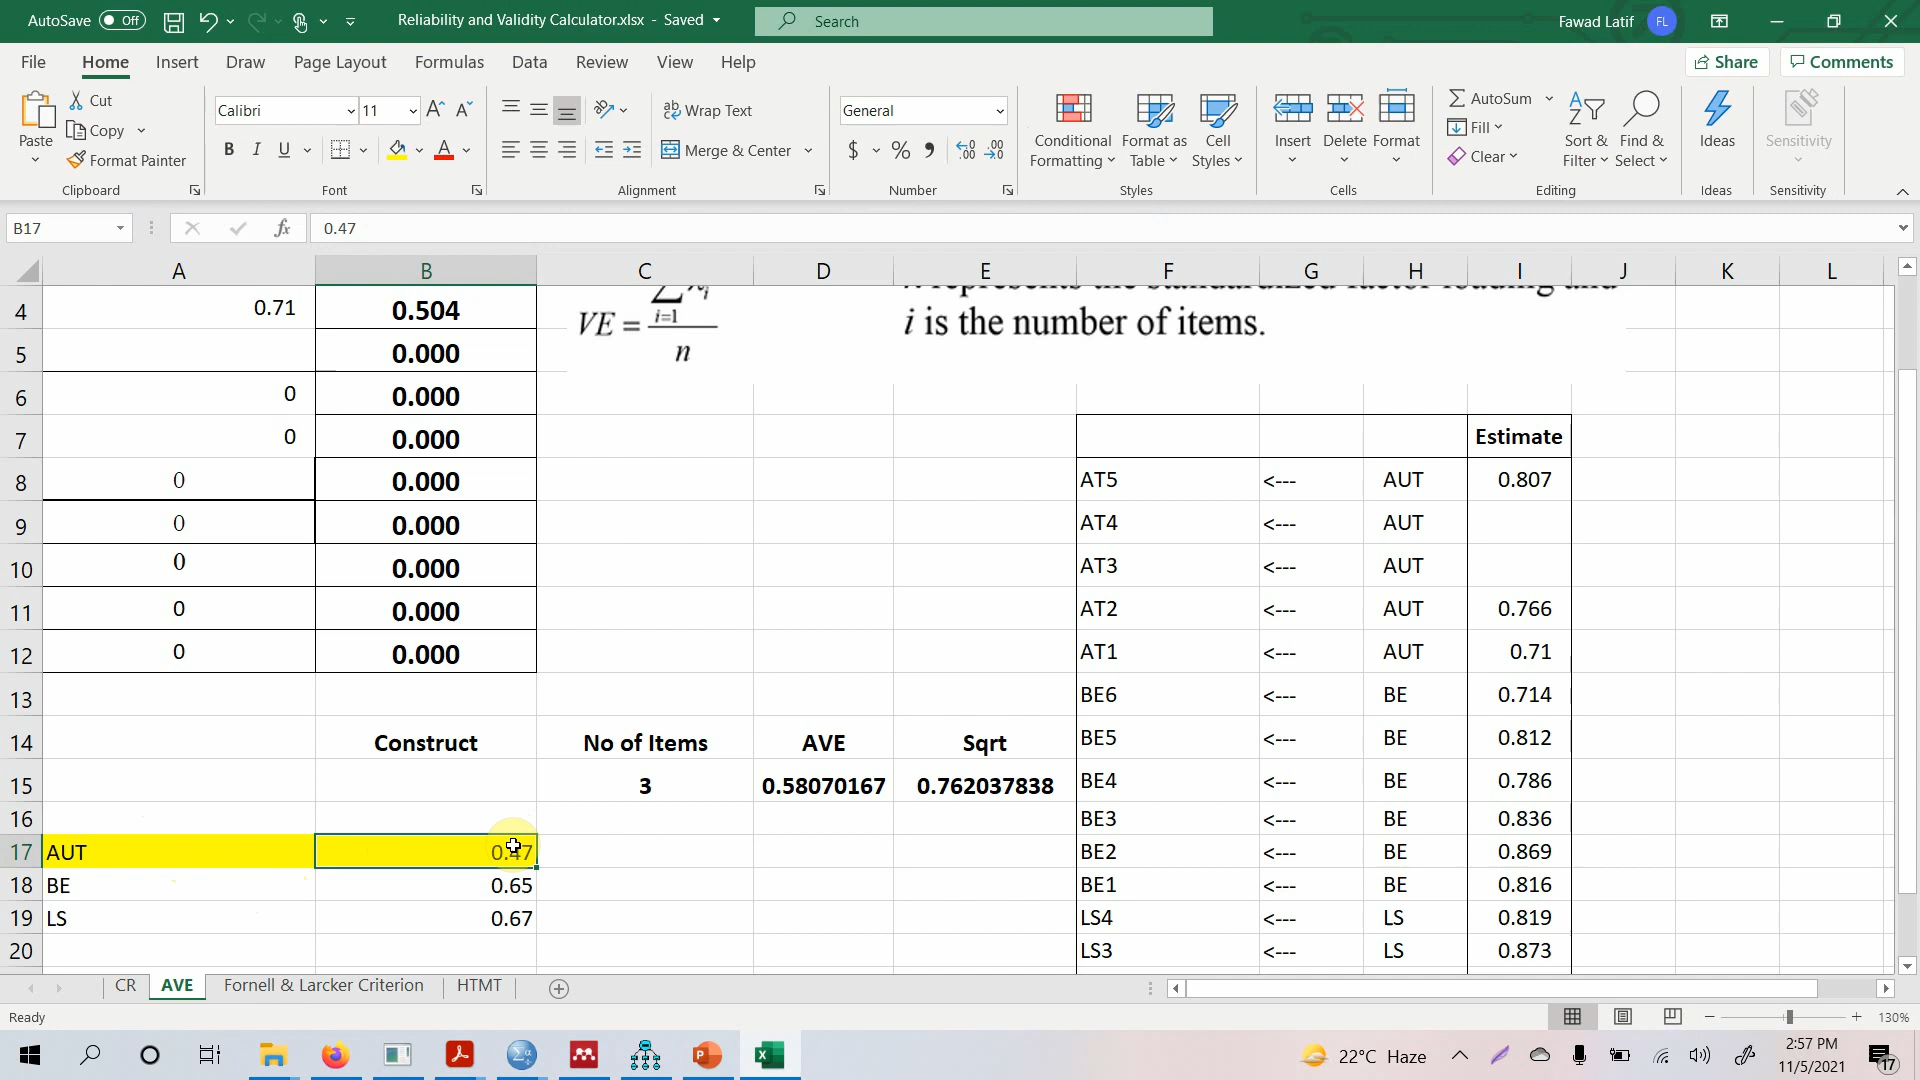 AutoSave Off Reliability and Validity Calculator.xlsx - Saved Search Fawad Latif FL
File Home Insert Draw Page Layout Formulas Data Review View Help Share Comments
Paste Cut Copy Format Painter Clipboard
Calibri 11 B I U A Font
Wrap Text Merge & Center Alignment
General $ % Number
Conditional Formatting Format as Table Cell Styles Styles
Insert Delete Format Cells
AutoSum Fill Clear Sort & Filter Find & Select Editing
Ideas Ideas
Sensitivity Sensitivity
B17 fx 0.47
A B C D E F G H I J K L
4 0.71 0.504
VE = i=1 n
i is the number of items.
5 0.000
6 0 0.000
7 0 0.000 Estimate
8 0 0.000 AT5 <--- AUT 0.807
9 0 0.000 AT4 <--- AUT
10 0 0.000 AT3 <--- AUT
11 0 0.000 AT2 <--- AUT 0.766
12 0 0.000 AT1 <--- AUT 0.71
13 BE6 <--- BE 0.714
14 Construct No of Items AVE Sqrt BE5 <--- BE 0.812
15 3 0.58070167 0.762037838 BE4 <--- BE 0.786
16 BE3 <--- BE 0.836
17 AUT 0.47 BE2 <--- BE 0.869
18 BE 0.65 BE1 <--- BE 0.816
19 LS 0.67 LS4 <--- LS 0.819
20 LS3 <--- LS 0.873
CR AVE Fornell & Larcker Criterion HTMT
Ready 130%
22°C Haze 2:57 PM
11/5/2021 17